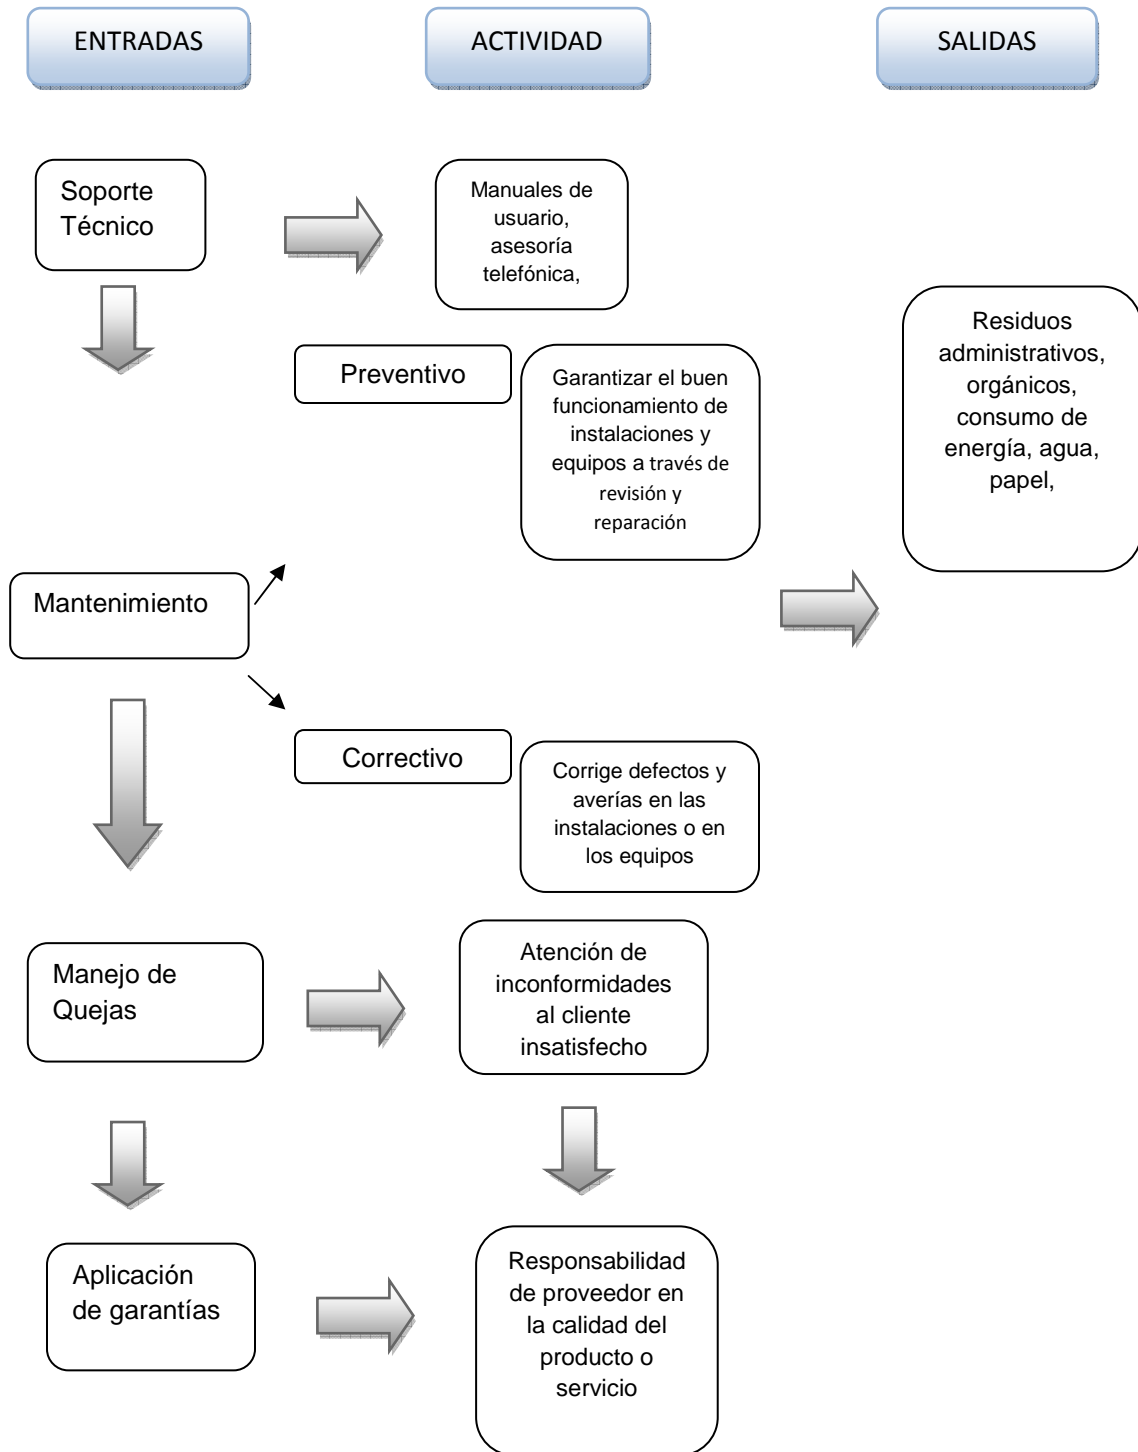 ENTRADAS
ACTIVIDAD
SALIDAS
Soporte
Técnico
Manuales de
usuario,
asesoría
telefónica,
Residuos
administrativos,
orgánicos,
consumo de
energía, agua,
papel,
Preventivo
Garantizar el buen
funcionamiento de
instalaciones y
equipos a través de
revisión y
reparación
Mantenimiento
Correctivo
Corrige defectos y
averías en las
instalaciones o en
los equipos
Manejo de
Quejas
Atención de
inconformidades
al cliente
insatisfecho
Aplicación
de garantías
Responsabilidad
de proveedor en
la calidad del
producto o
servicio